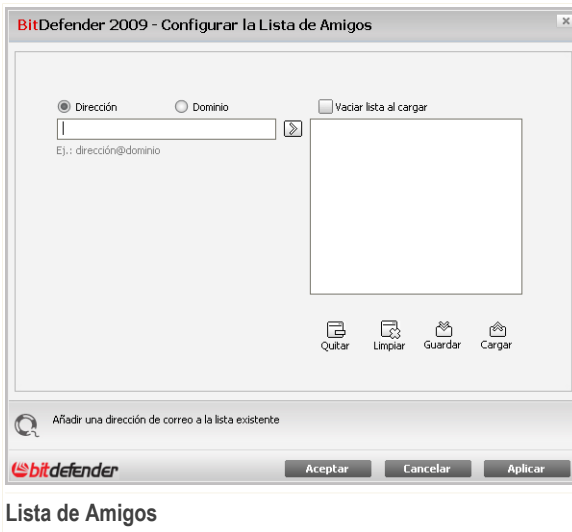 BitDefender 2009 - Configurar la Lista de Amigos
Dirección
Dominio
Vaciar lista al cargar
Ej.: dirección@dominio
Quitar
Limpiar
Guardar
Cargar
Añadir una dirección de correo a la lista existente
bitdefender
Aceptar
Cancelar
Aplicar
Lista de Amigos